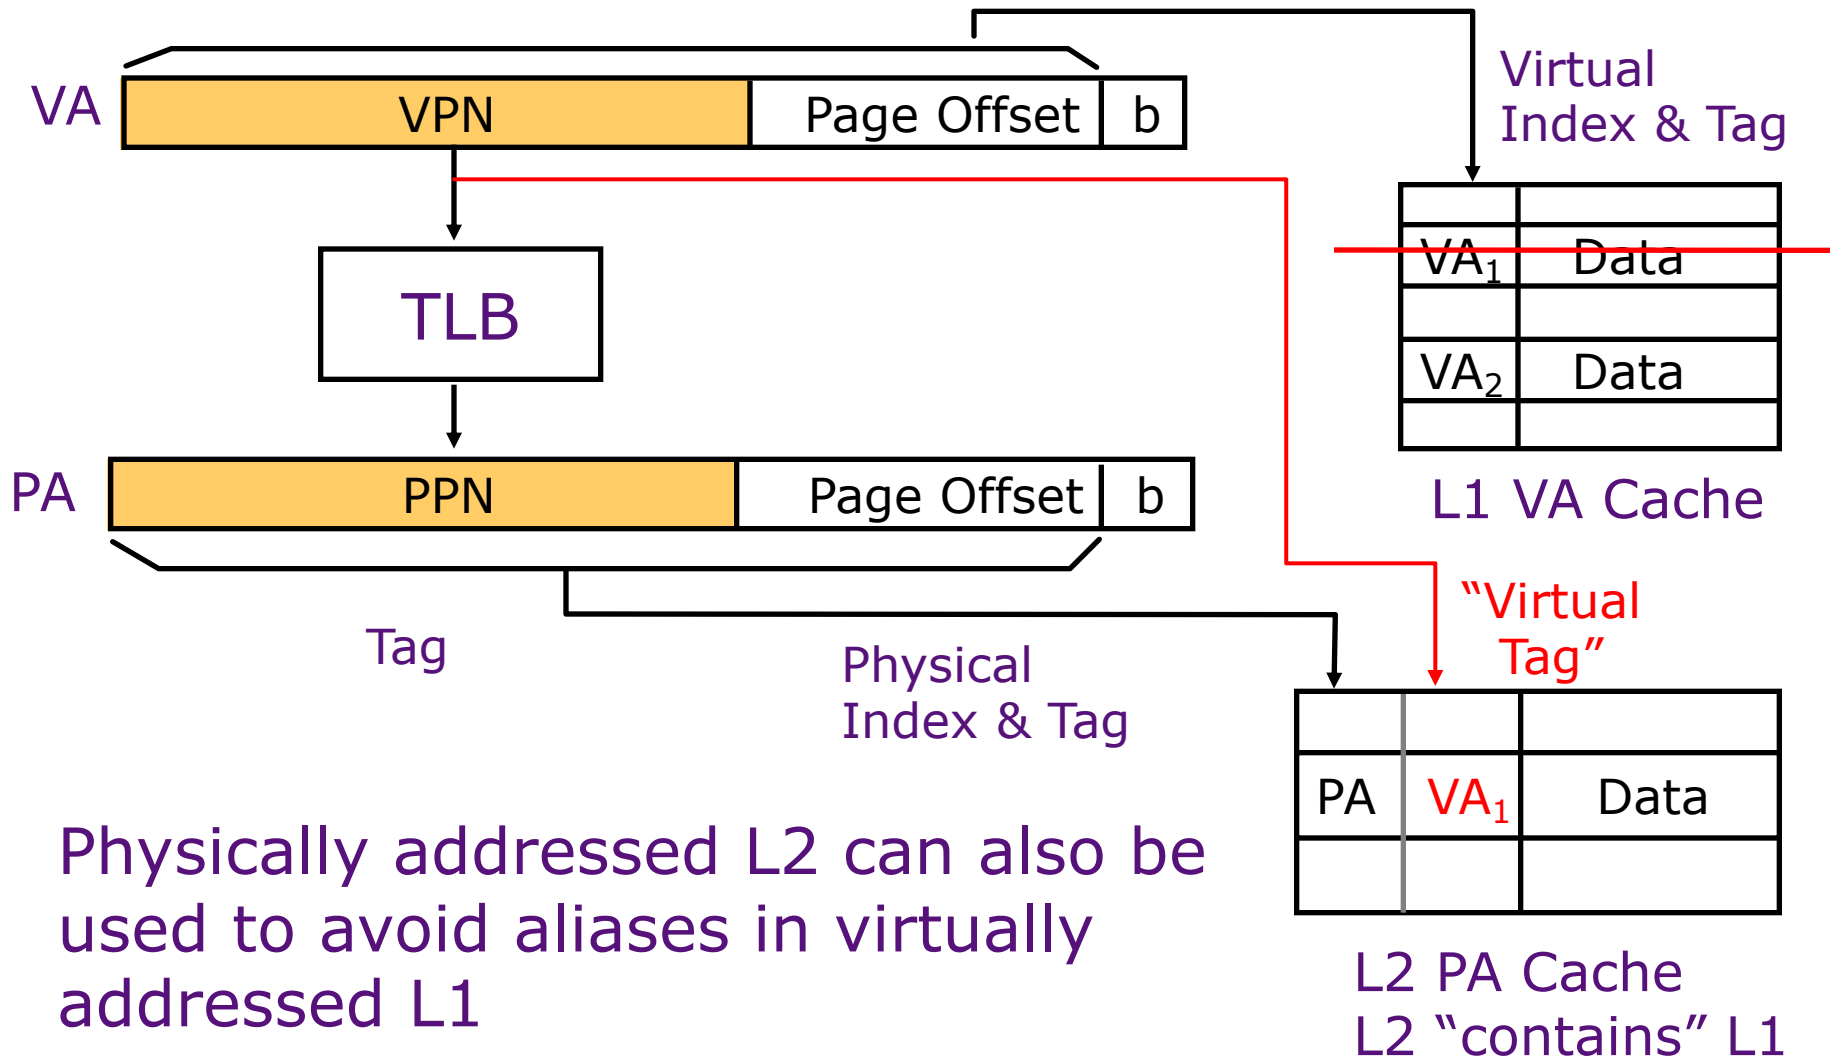 VA
VPN
Page Offset
b
Virtual
Index & Tag
TLB
VA₁
Data
VA₂
Data
L1 VA Cache
PA
PPN
Page Offset
b
Tag
Physical
Index & Tag
“Virtual
Tag”
PA
VA₁
Data
Physically addressed L2 can also be
used to avoid aliases in virtually
addressed L1
L2 PA Cache
L2 “contains” L1